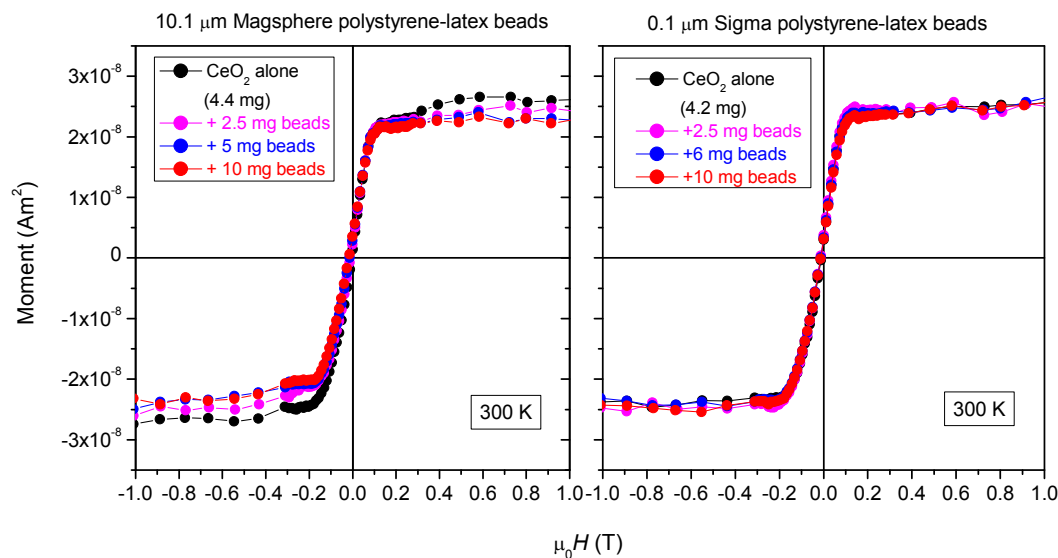 10.1 μm Magsphere polystyrene-latex beads
0.1 μm Sigma polystyrene-latex beads
Moment (Am²)
3x10⁻⁸
2x10⁻⁸
1x10⁻⁸
0
-1x10⁻⁸
-2x10⁻⁸
-3x10⁻⁸
CeO₂ alone
(4.4 mg)
+ 2.5 mg beads
+ 5 mg beads
+ 10 mg beads
300 K
-1.0 -0.8 -0.6 -0.4 -0.2 0.0 0.2 0.4 0.6 0.8 1.0
CeO₂ alone
(4.2 mg)
+2.5 mg beads
+6 mg beads
+10 mg beads
300 K
-1.0 -0.8 -0.6 -0.4 -0.2 0.0 0.2 0.4 0.6 0.8 1.0
μ₀H (T)